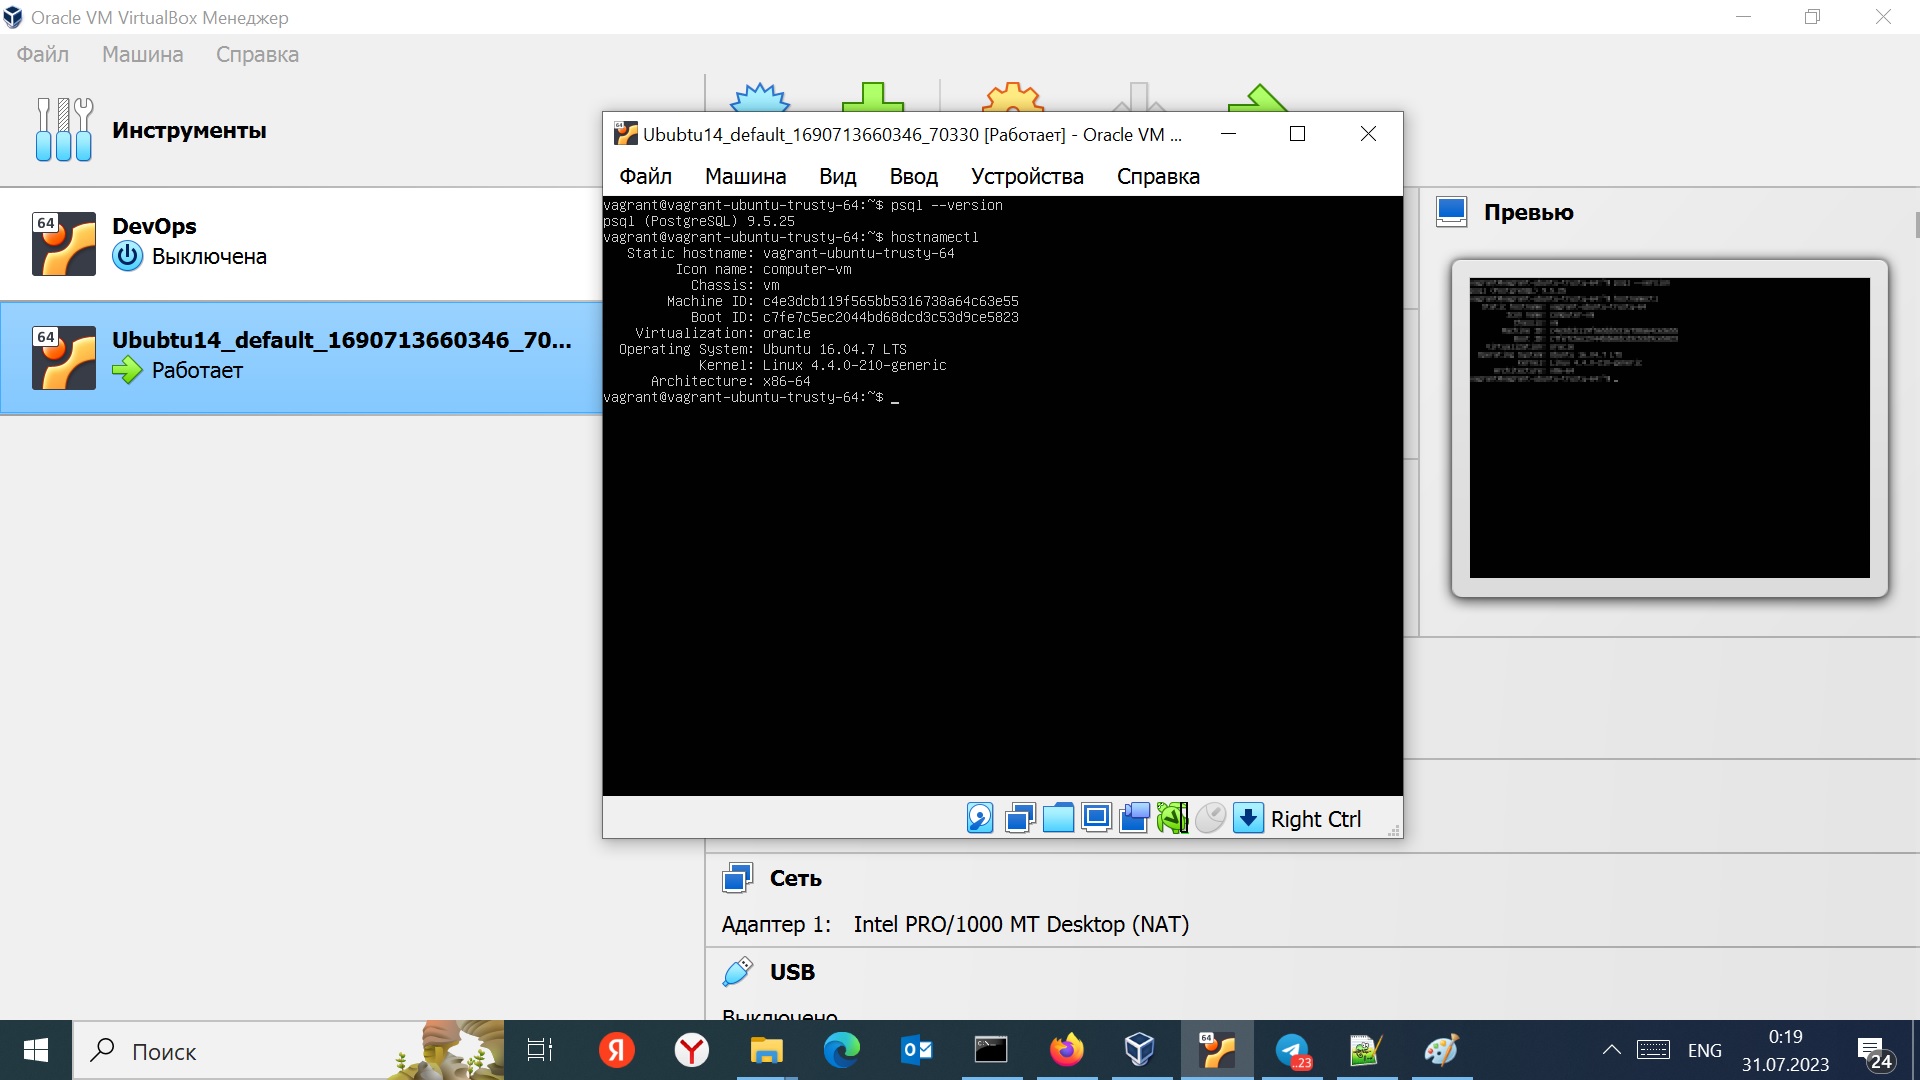 Oracle VM VirtualBox Менеджер
Файл Машина Справка
Инструменты
64
DevOps
Выключена
64
Ububtu14_default_1690713660346_70...
Работает
64
Ububtu14_default_1690713660346_70330 [Работает] - Oracle VM ...
Файл Машина Вид Ввод Устройства Справка
vagrant@vagrant-ubuntu-trusty-64:~$ psql --version
psql (PostgreSQL) 9.5.25
vagrant@vagrant-ubuntu-trusty-64:~$ hostnamectl
Static hostname: vagrant-ubuntu-trusty-64
Icon name: computer-vm
Chassis: vm
Machine ID: c4e3dcb119f565bb5316738a64c63e55
Boot ID: c7fe7c5ec2044bd68dcd3c53d9ce5823
Virtualization: oracle
Operating System: Ubuntu 16.04.7 LTS
Kernel: Linux 4.4.0-210-generic
Architecture: x86-64
vagrant@vagrant-ubuntu-trusty-64:~$ _
Right Ctrl
Превью
Сеть
Адаптер 1: Intel PRO/1000 MT Desktop (NAT)
USB
Выключено
Поиск
Я
Y
64
..23
ENG
0:19
31.07.2023
24